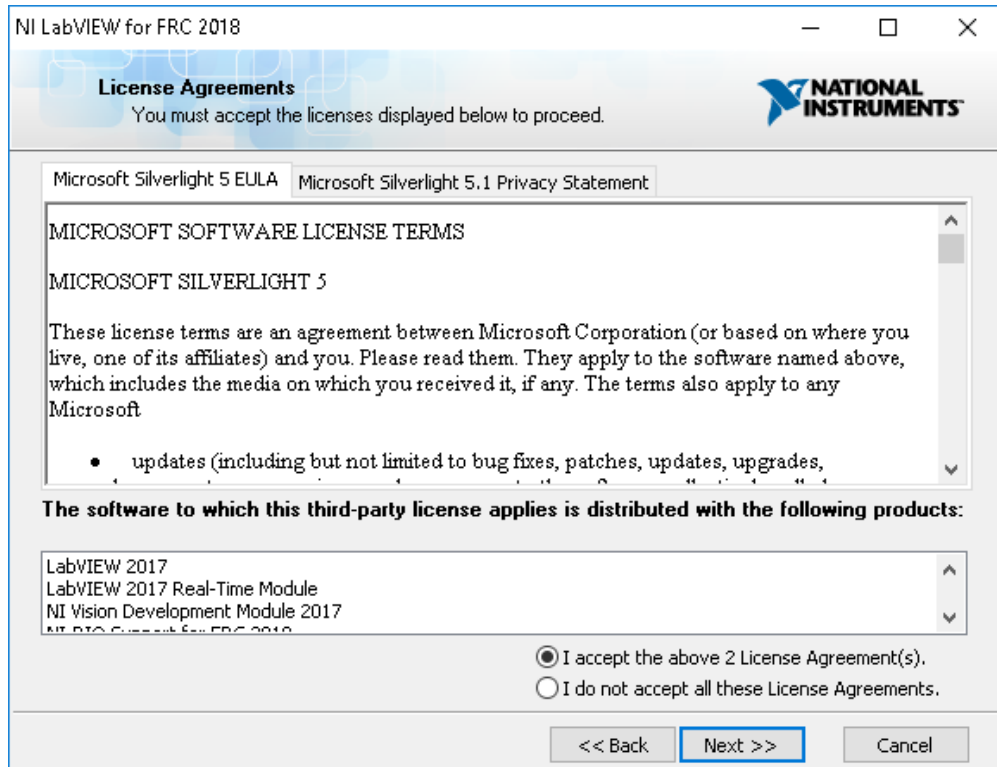 NI LabVIEW for FRC 2018
License Agreements
You must accept the licenses displayed below to proceed.
NATIONAL
INSTRUMENTS™
Microsoft Silverlight 5 EULA
Microsoft Silverlight 5.1 Privacy Statement
MICROSOFT SOFTWARE LICENSE TERMS
MICROSOFT SILVERLIGHT 5
These license terms are an agreement between Microsoft Corporation (or based on where you
live, one of its affiliates) and you. Please read them. They apply to the software named above,
which includes the media on which you received it, if any. The terms also apply to any
Microsoft
• updates (including but not limited to bug fixes, patches, updates, upgrades,
The software to which this third-party license applies is distributed with the following products:
LabVIEW 2017
LabVIEW 2017 Real-Time Module
NI Vision Development Module 2017
I accept the above 2 License Agreement(s).
I do not accept all these License Agreements.
<< Back
Next >>
Cancel